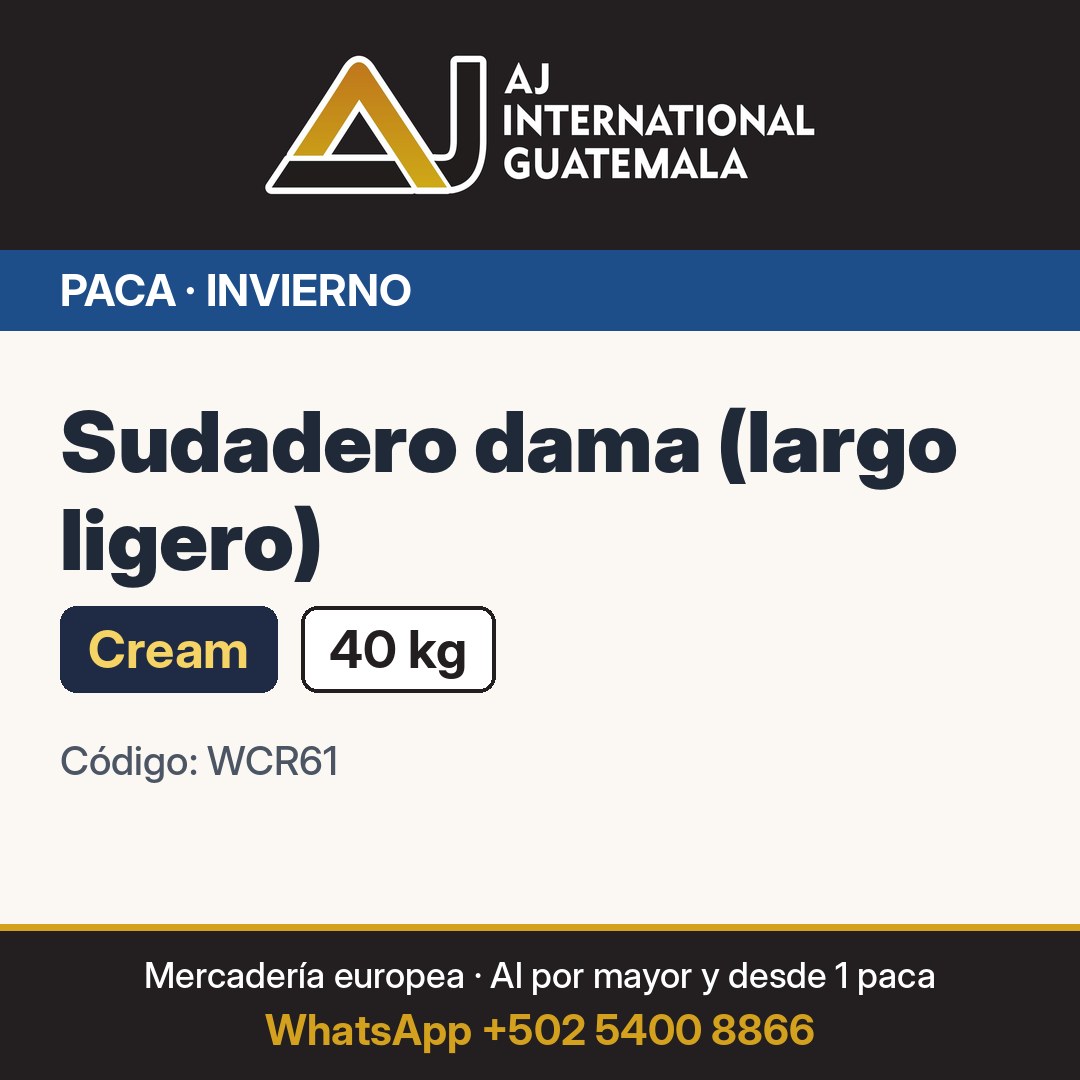 AJ
AJ
INTERNATIONAL
GUATEMALA
PACA · INVIERNO
Sudadero dama (largo
ligero)
Cream
40 kg
Código: WCR61
Mercadería europea · Al por mayor y desde 1 paca
WhatsApp +502 5400 8866